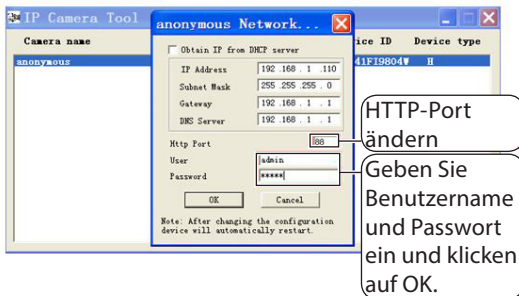 IP Camera Tool
Camera name
Device type
anonymous
H
anonymous Network...
Obtain IP from DHCP server
IP Address 192 .168 . 1 .110
Subnet Mask 255 .255 .255 . 0
Gateway 192 .168 . 1 . 1
DNS Server 192 .168 . 1 . 1
Http Port 88
User admin
Password *****
OK Cancel
Note: After changing the configuration
device will automatically restart.
HTTP-Port
ändern
Geben Sie
Benutzername
und Passwort
ein und klicken
auf OK.